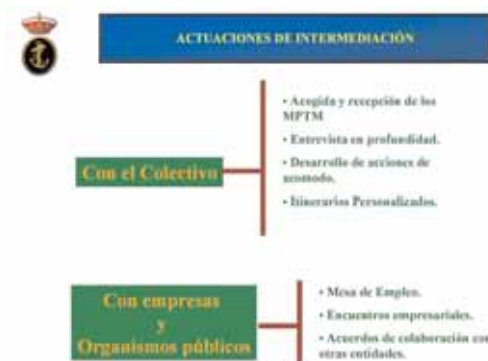 ACTUACIONES DE INTERMEDIACIÓN
• Acogida y recepción de los
MPTM
• Entrevista en profundidad.
• Desarrollo de acciones de
acomodo.
• Itinerarios Personalizados.
Con el Colectivo
• Mesa de Empleo.
• Encuentros empresariales.
• Acuerdos de colaboración con
otras entidades.
Con empresas
y
Organismos públicos